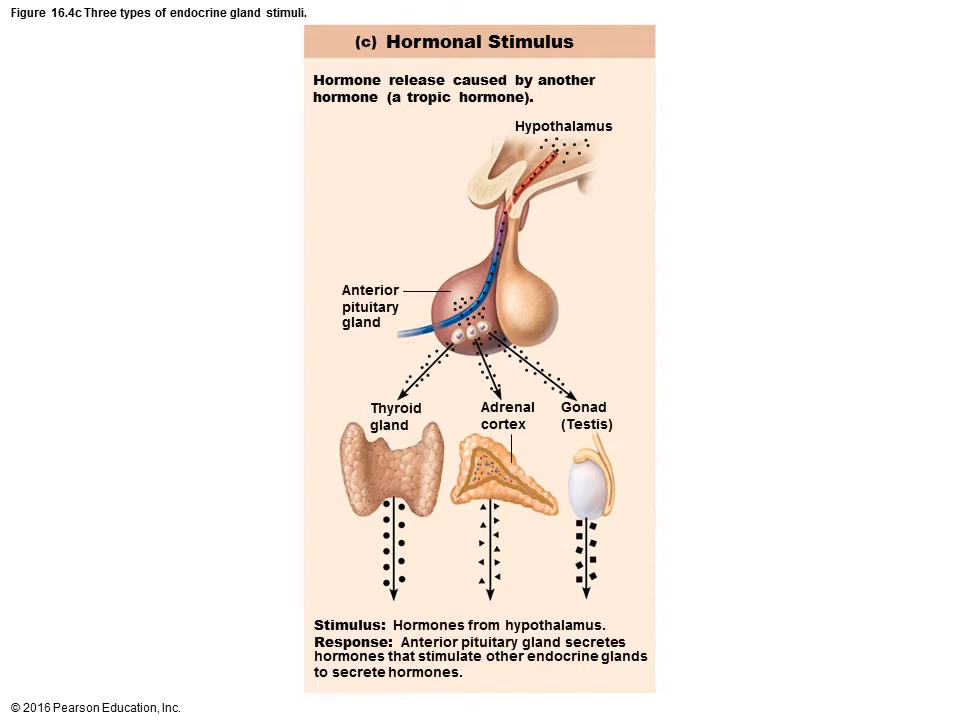 Figure 16.4c Three types of endocrine gland stimuli.
(c) Hormonal Stimulus
Hormone release caused by another
hormone (a tropic hormone).
Hypothalamus
Anterior
pituitary
gland
Thyroid
gland
Adrenal
cortex
Gonad
(Testis)
Stimulus: Hormones from hypothalamus.
Response: Anterior pituitary gland secretes
hormones that stimulate other endocrine glands
to secrete hormones.
© 2016 Pearson Education, Inc.